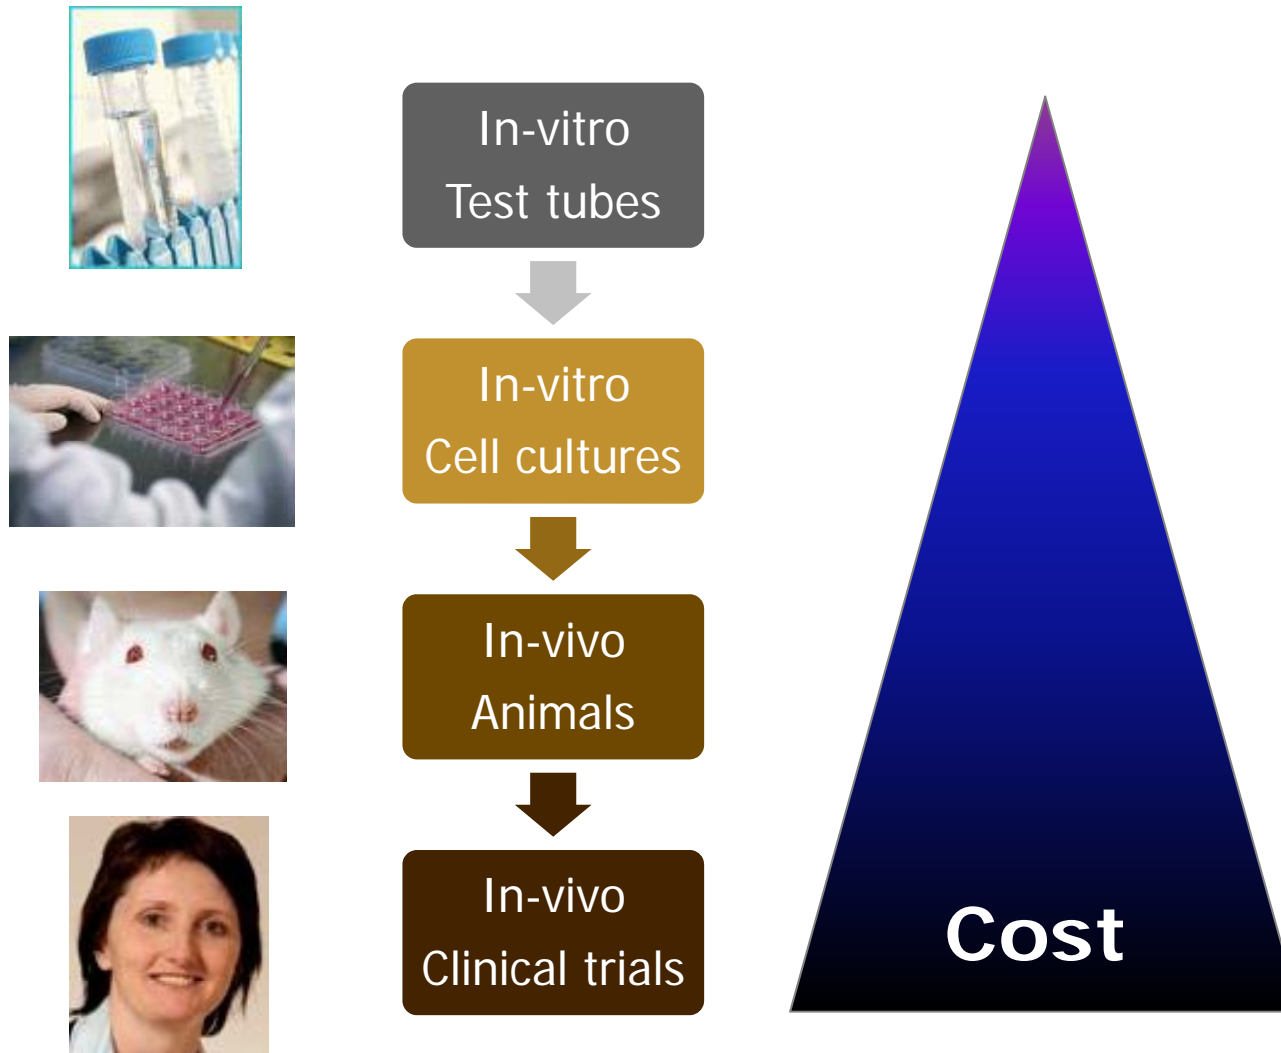 In-vitro
Test tubes
In-vitro
Cell cultures
In-vivo
Animals
In-vivo
Clinical trials
Cost